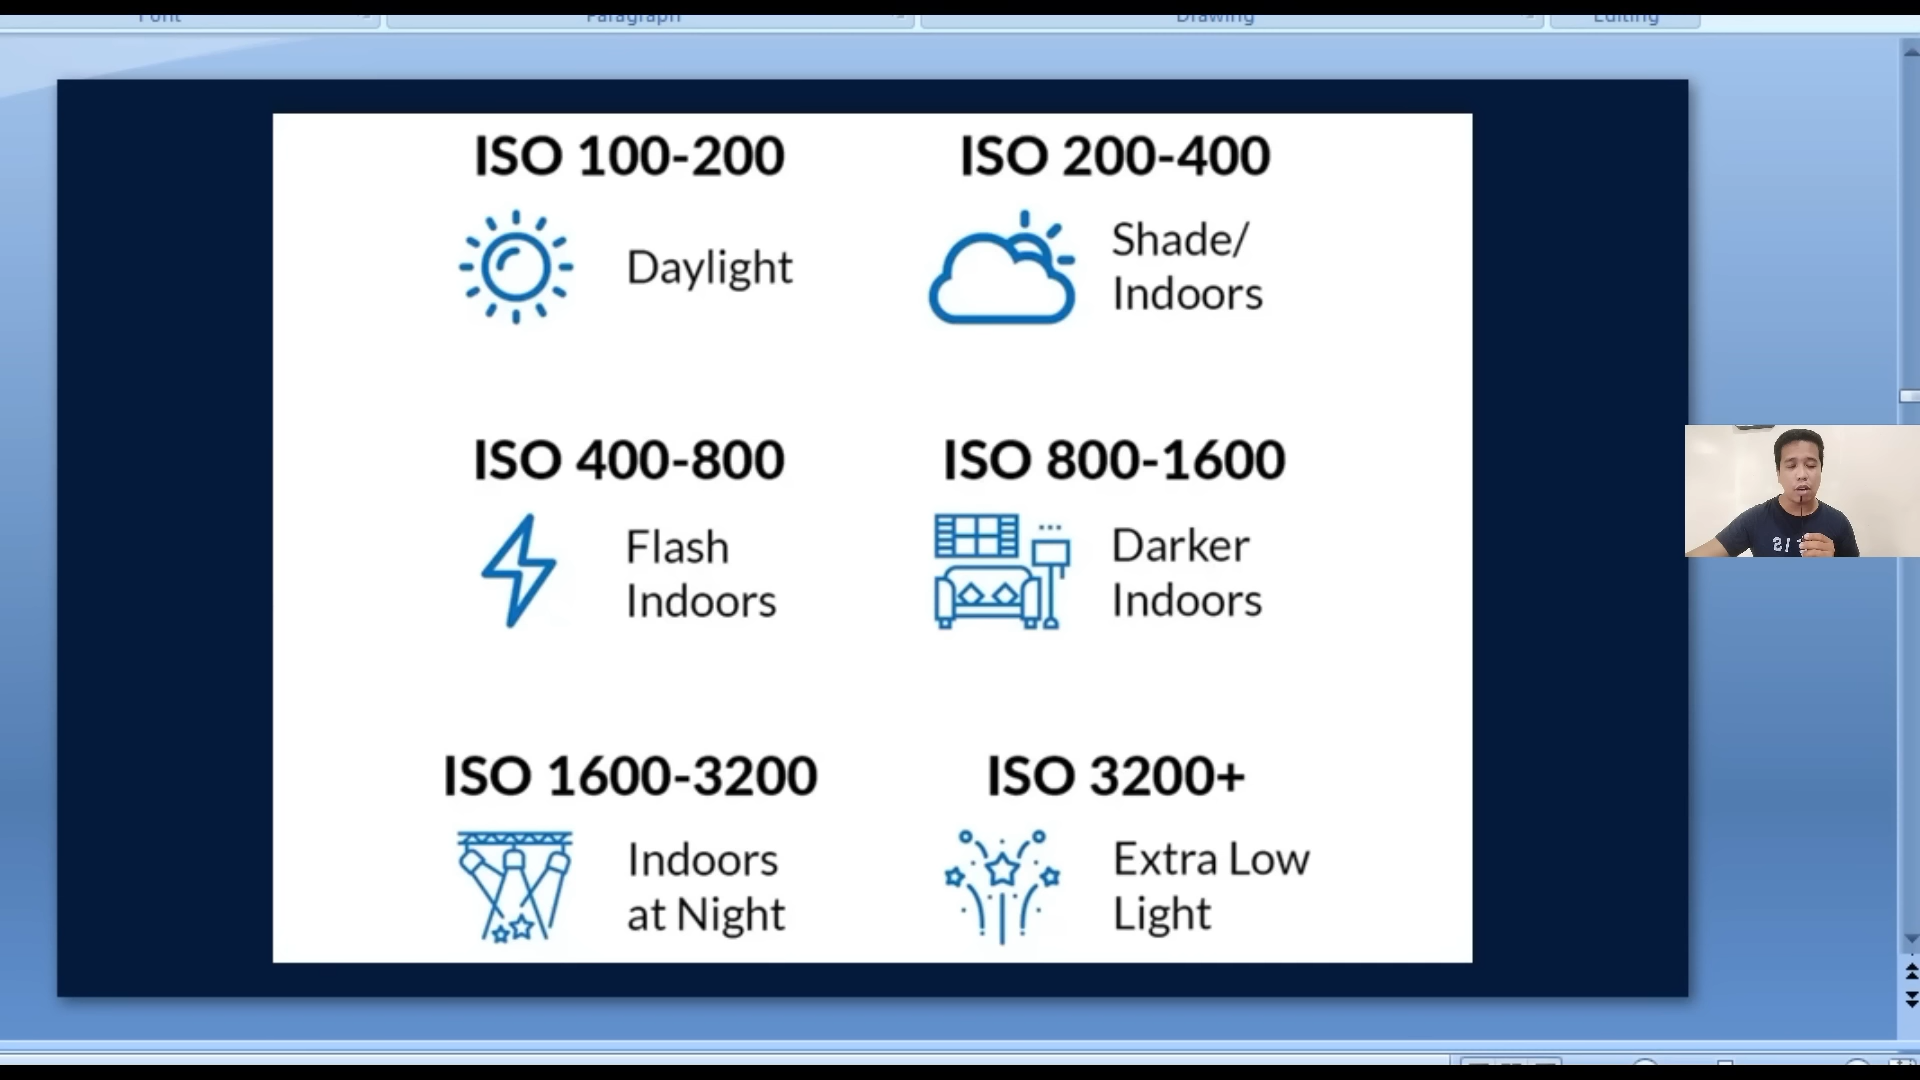 Font
Paragraph
Drawing
Editing
ISO 100-200
Daylight
ISO 200-400
Shade/
Indoors
ISO 400-800
Flash
Indoors
ISO 800-1600
Darker
Indoors
ISO 1600-3200
Indoors
at Night
ISO 3200+
Extra Low
Light